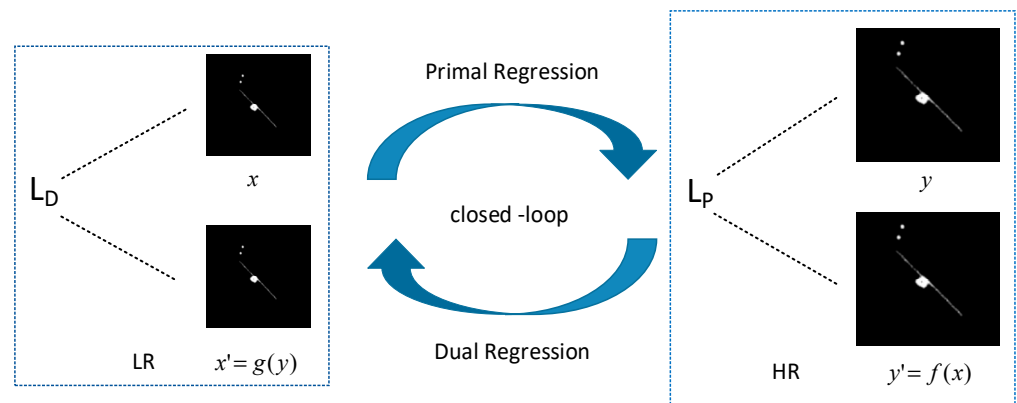 Primal Regression
L_D
x
closed -loop
L_P
y
LR
x'= g(y)
Dual Regression
HR
y'= f(x)